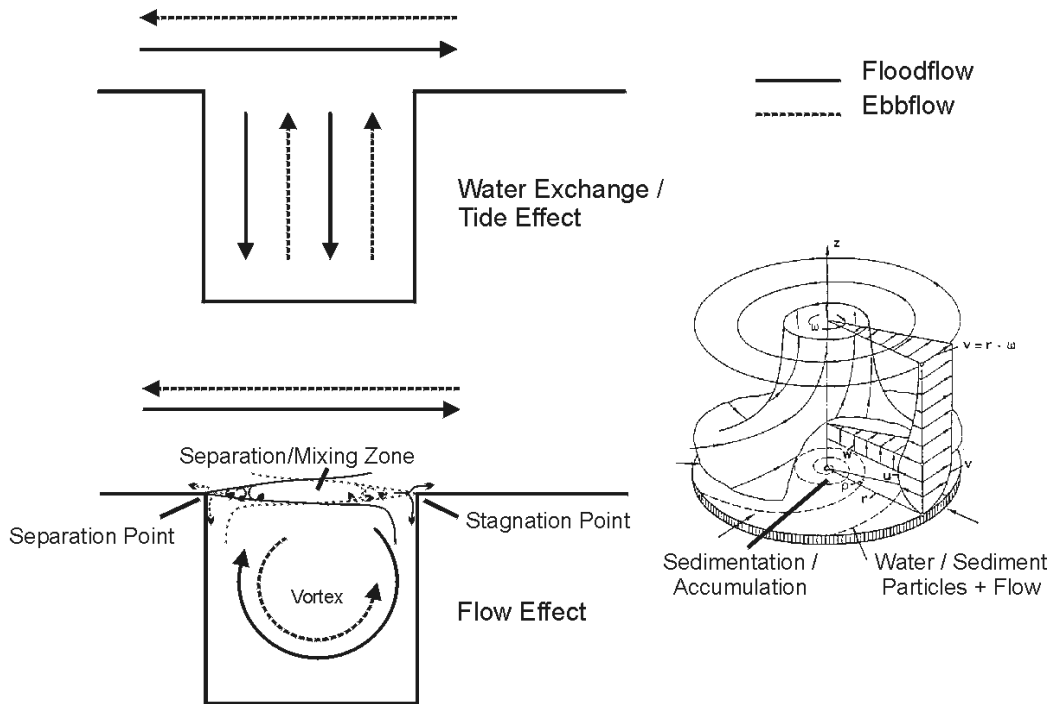 Floodflow
Ebbflow
Water Exchange /
Tide Effect
z
ω
v = r · ω
w
u
v
ρ
r
Separation/Mixing Zone
Separation Point
Stagnation Point
Vortex
Flow Effect
Sedimentation /
Accumulation
Water / Sediment
Particles + Flow